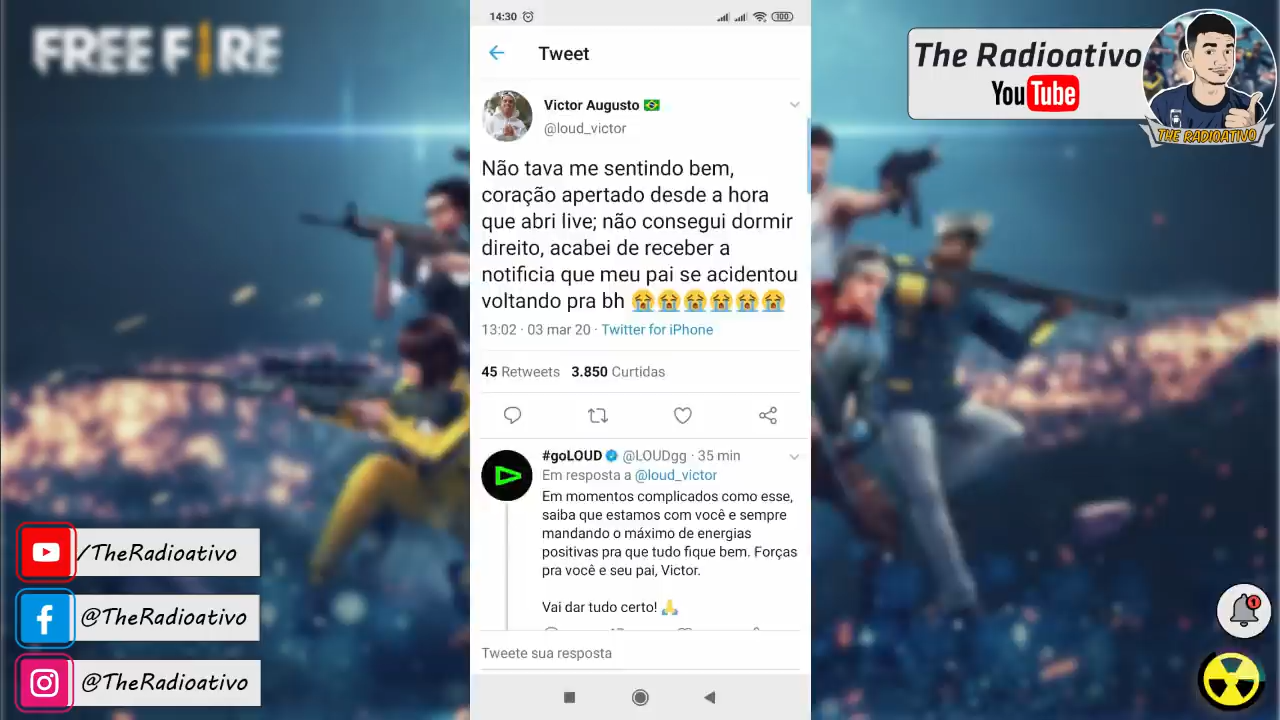 FREE FIRE
14:30
100
Tweet
The Radioativo
YouTube
THE RADIOATIVO
Victor Augusto 🇧🇷
@loud_victor
Não tava me sentindo bem,
coração apertado desde a hora
que abri live; não consegui dormir
direito, acabei de receber a
notificia que meu pai se acidentou
voltando pra bh 😭😭😭😭😭😭
13:02 · 03 mar 20 · Twitter for iPhone
45 Retweets 3.850 Curtidas
#goLOUD @LOUDgg · 35 min
Em resposta a @loud_victor
Em momentos complicados como esse,
saiba que estamos com você e sempre
mandando o máximo de energias
positivas pra que tudo fique bem. Forças
pra você e seu pai, Victor.
Vai dar tudo certo! 🙏
Tweete sua resposta
/TheRadioativo
@TheRadioativo
@TheRadioativo
1